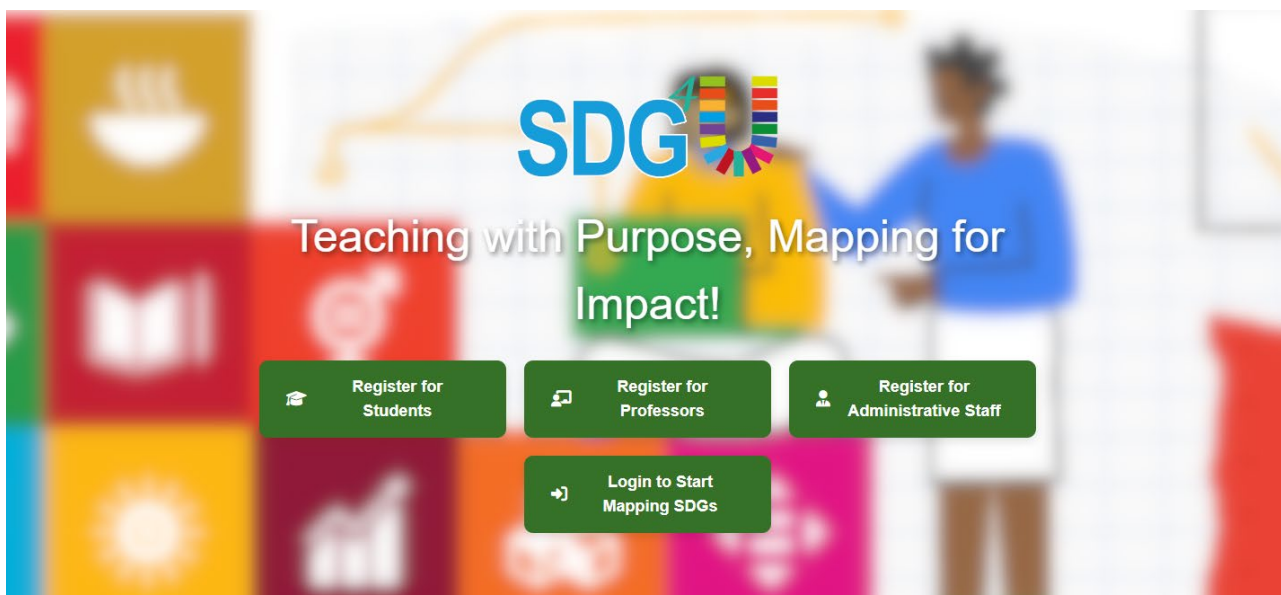 SDG4U
Teaching with Purpose, Mapping for
Impact!
Register for
Students
Register for
Professors
Register for
Administrative Staff
Login to Start
Mapping SDGs